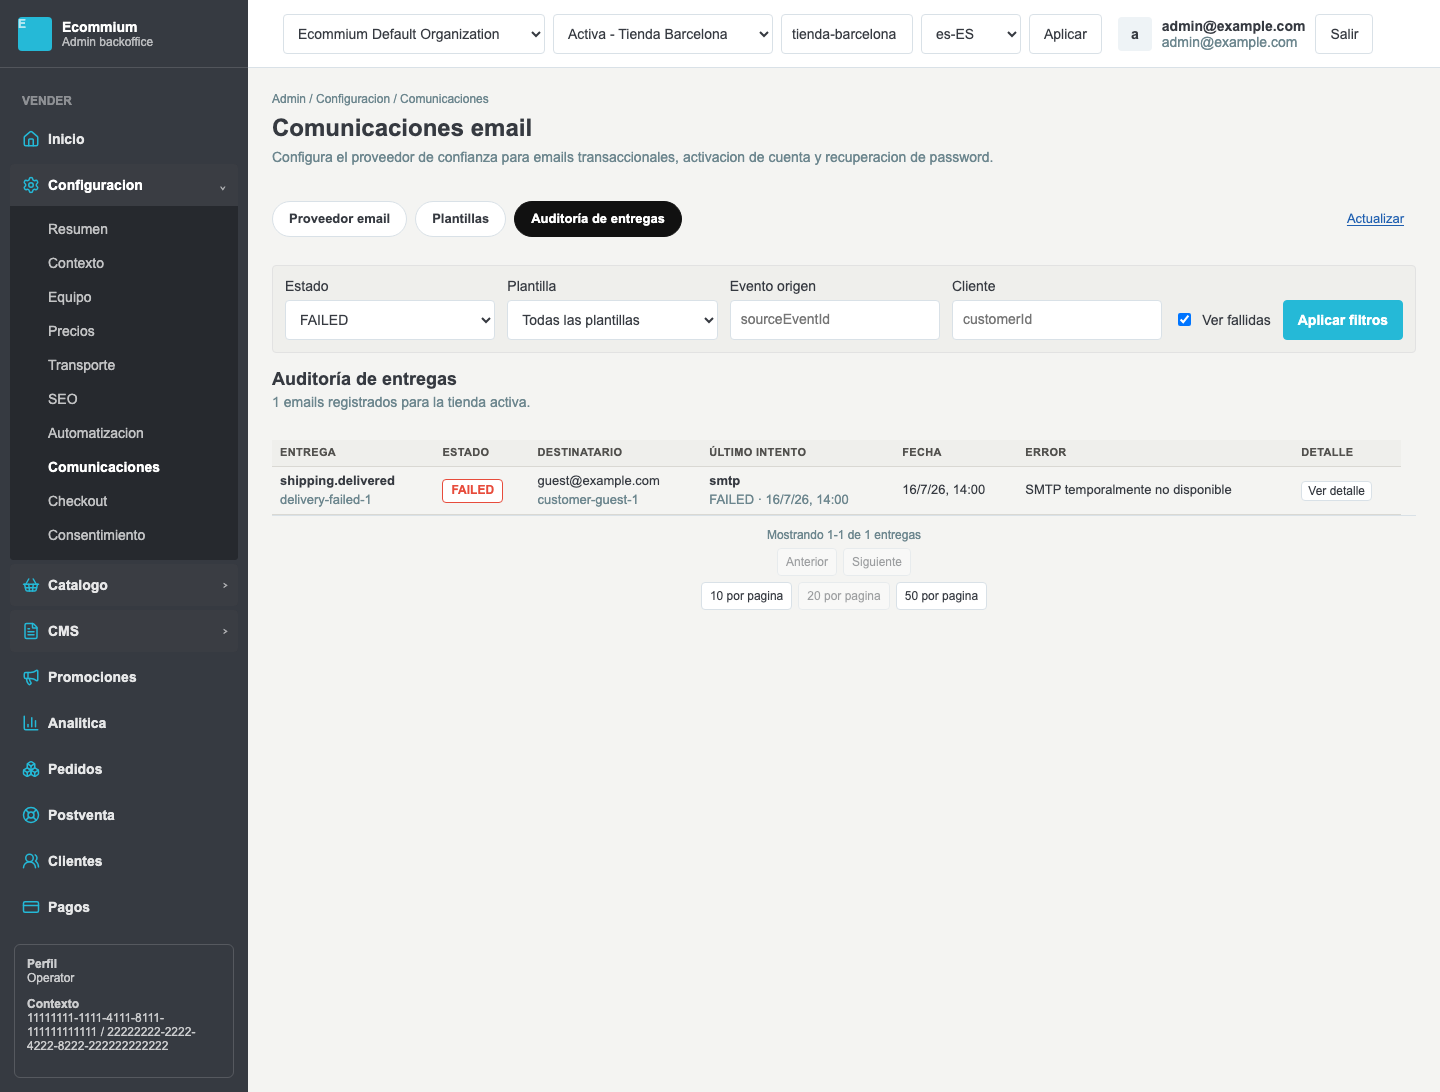 E
Ecommium
Admin backoffice
Ecommium Default Organization
Activa - Tienda Barcelona
tienda-barcelona
es-ES
Aplicar
a
admin@example.com
admin@example.com
Salir
VENDER
Inicio
Configuracion
Resumen
Contexto
Equipo
Precios
Transporte
SEO
Automatizacion
Comunicaciones
Checkout
Consentimiento
Catalogo
CMS
Promociones
Analitica
Pedidos
Postventa
Clientes
Pagos
Perfil
Operator
Contexto
11111111-1111-4111-8111-
111111111111 / 22222222-2222-
4222-8222-222222222222
Admin / Configuracion / Comunicaciones
Comunicaciones email
Configura el proveedor de confianza para emails transaccionales, activacion de cuenta y recuperacion de password.
Proveedor email
Plantillas
Auditoría de entregas
Actualizar
Estado
Plantilla
Evento origen
Cliente
FAILED
Todas las plantillas
sourceEventId
customerId
Ver fallidas
Aplicar filtros
Auditoría de entregas
1 emails registrados para la tienda activa.
ENTREGA ESTADO DESTINATARIO ÚLTIMO INTENTO FECHA ERROR DETALLE
shipping.delivered
delivery-failed-1
FAILED
guest@example.com
customer-guest-1
smtp
FAILED · 16/7/26, 14:00
16/7/26, 14:00
SMTP temporalmente no disponible
Ver detalle
Mostrando 1-1 de 1 entregas
Anterior
Siguiente
10 por pagina
20 por pagina
50 por pagina